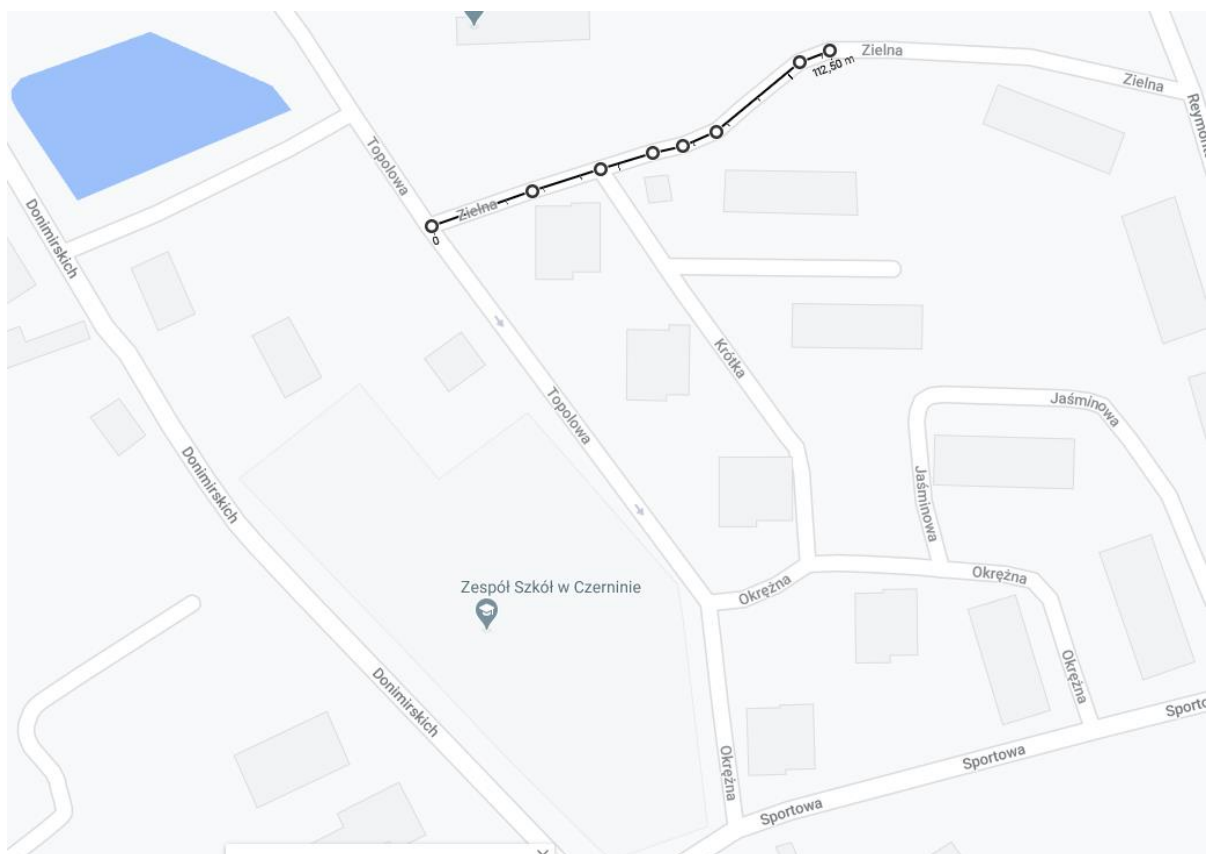 Zielna
112,50 m
Zielna
Reymont
Topolowa
Zielna
0
Donimirskich
Krótka
Topolowa
Jaśminowa
Donimirskich
Jaśminowa
Zespół Szkół w Czerninie
Okrężna
Okrężna
Okrężna
Donimirskich
Sporto
Okrężna
Sportowa
Sportowa